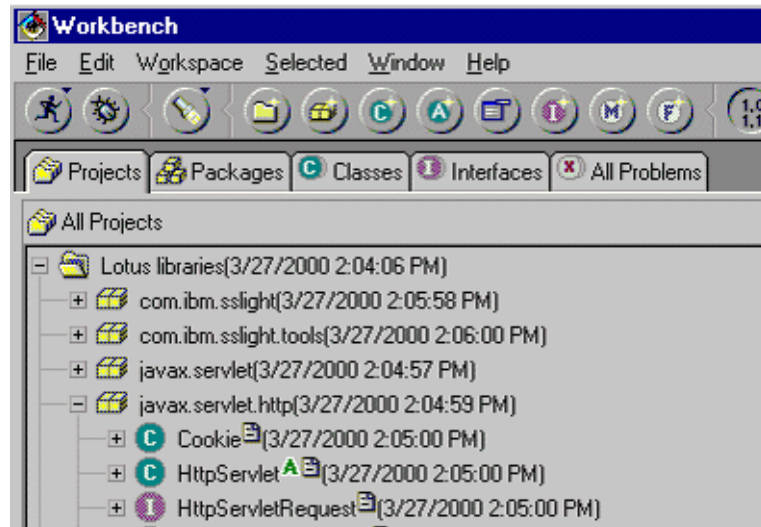 Workbench
File Edit Workspace Selected Window Help
Projects Packages Classes Interfaces All Problems
All Projects
Lotus libraries(3/27/2000 2:04:06 PM)
com.ibm.sslight(3/27/2000 2:05:58 PM)
com.ibm.sslight.tools(3/27/2000 2:06:00 PM)
javax.servlet(3/27/2000 2:04:57 PM)
javax.servlet.http(3/27/2000 2:04:59 PM)
C Cookie(3/27/2000 2:05:00 PM)
C HttpServlet A (3/27/2000 2:05:00 PM)
I HttpServletRequest(3/27/2000 2:05:00 PM)